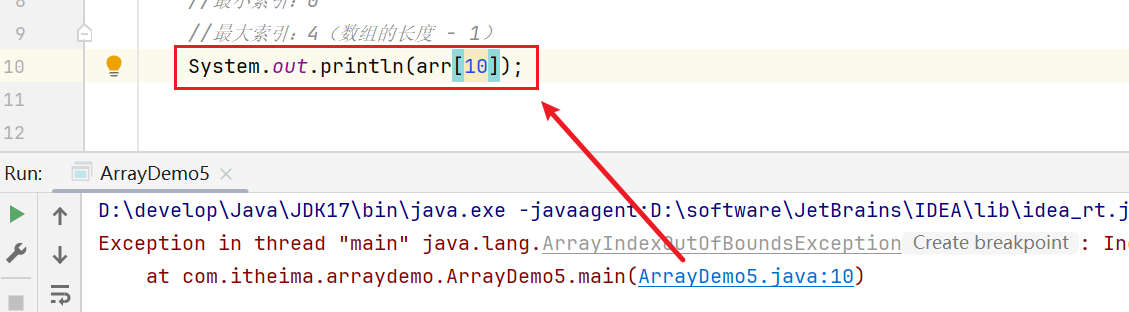 8 //最小索引：0
9 //最大索引：4（数组的长度 - 1）
10 System.out.println(arr[10]);
11
12
Run: ArrayDemo5 ×
D:\develop\Java\JDK17\bin\java.exe -javaagent:D:\software\JetBrains\IDEA\lib\idea_rt.j
Exception in thread "main" java.lang.ArrayIndexOutOfBoundsException Create breakpoint : In
at com.itheima.arraydemo.ArrayDemo5.main(ArrayDemo5.java:10)